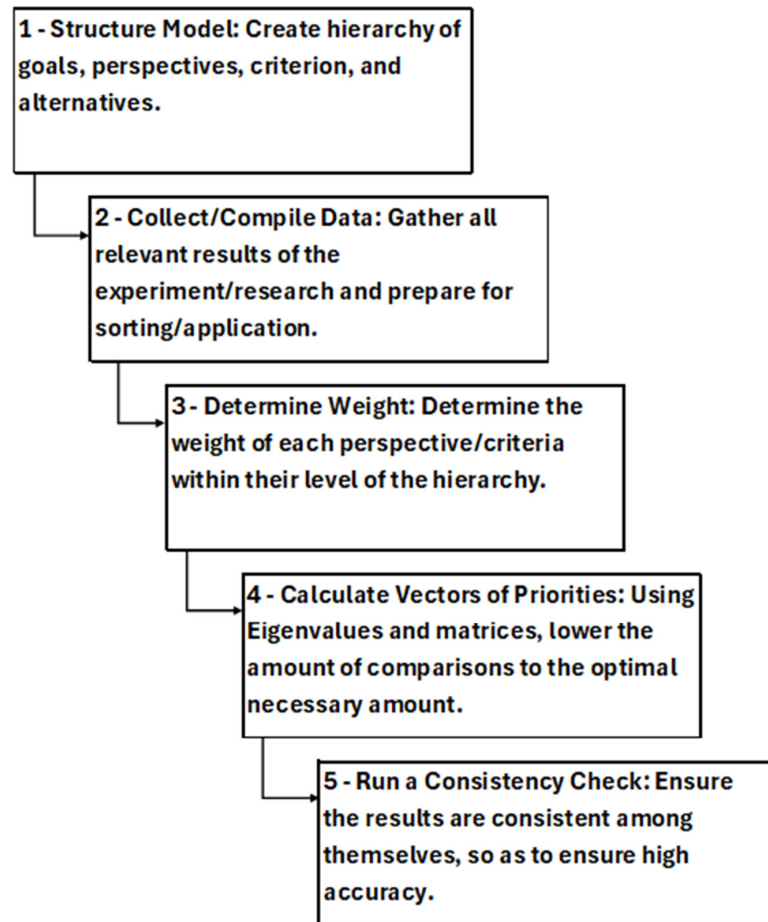 1 - Structure Model: Create hierarchy of
goals, perspectives, criterion, and
alternatives.
2 - Collect/Compile Data: Gather all
relevant results of the
experiment/research and prepare for
sorting/application.
3 - Determine Weight: Determine the
weight of each perspective/criteria
within their level of the hierarchy.
4 - Calculate Vectors of Priorities: Using
Eigenvalues and matrices, lower the
amount of comparisons to the optimal
necessary amount.
5 - Run a Consistency Check: Ensure
the results are consistent among
themselves, so as to ensure high
accuracy.